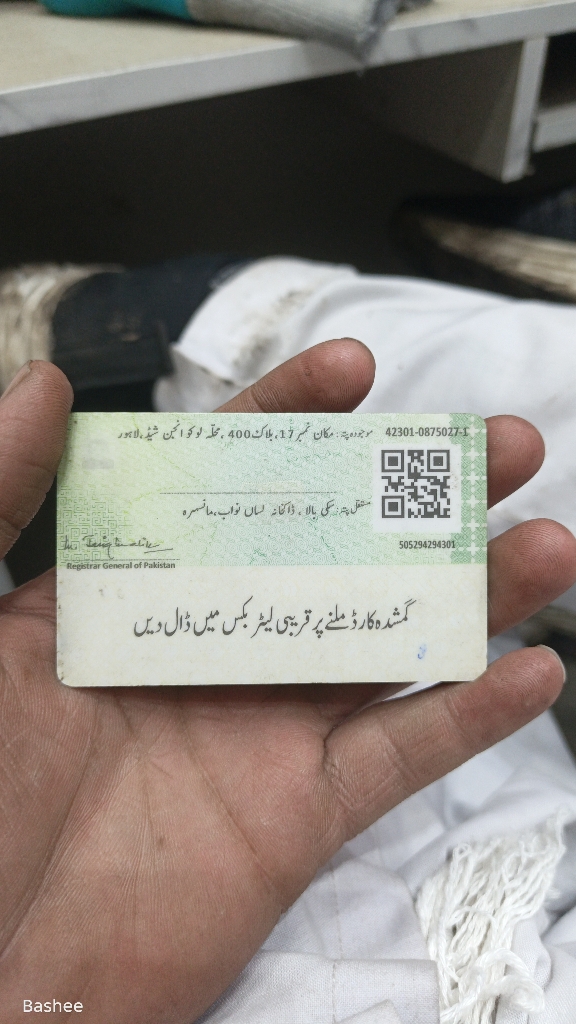 42301-0875027-1
موجودہ پتہ: مکان نمبر 17، بلاک 400، محلہ لوکو انجن شیڈ، لاہور
مستقل پتہ: سکی بالا، ڈاکخانہ لساں نواب، مانسہرہ
505294294301
Registrar General of Pakistan
گمشدہ کارڈ ملنے پر قریبی لیٹر بکس میں ڈال دیں
Bashee